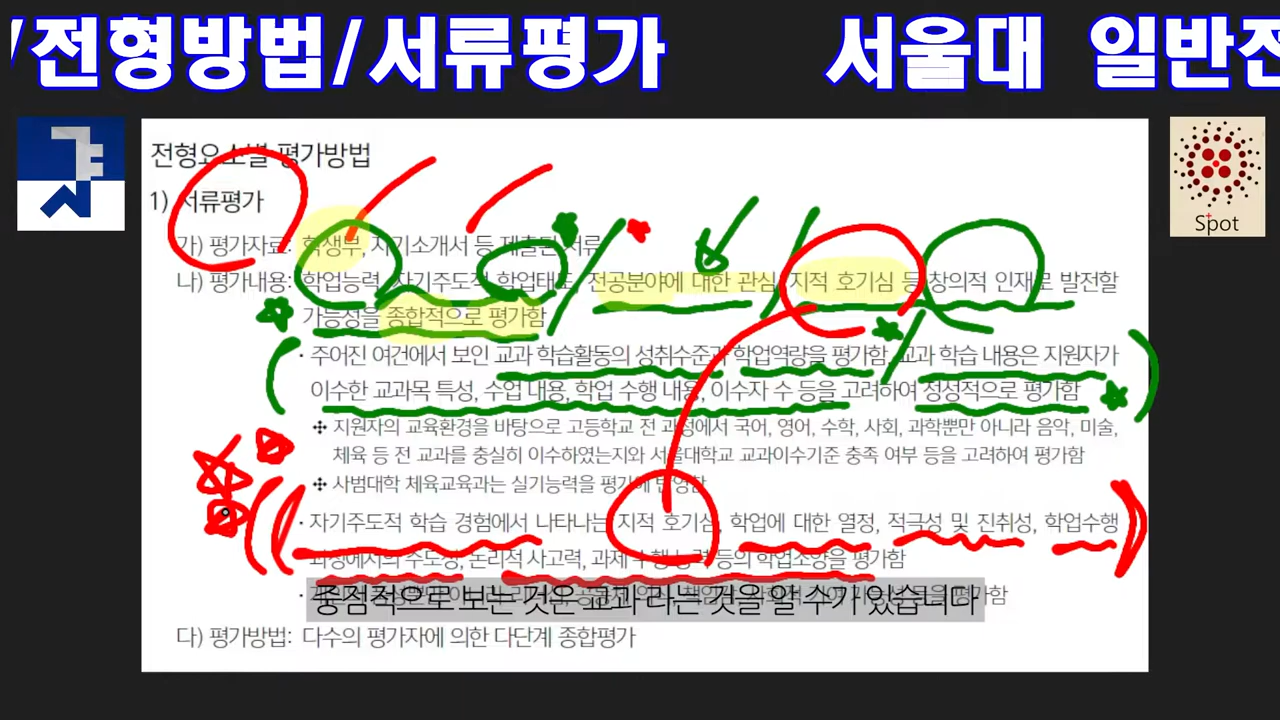 /전형방법/서류평가 서울대 일반전
Spot
전형요소별 평가방법
1) 서류평가
가) 평가자료: 학생부, 자기소개서 등 제출된 서류
나) 평가내용: 학업능력, 자기주도적 학업태도, 전공분야에 대한 관심, 지적 호기심 등 창의적 인재로 발전할
가능성을 종합적으로 평가함
· 주어진 여건에서 보인 교과 학습활동의 성취수준과 학업역량을 평가함. 교과 학습 내용은 지원자가
이수한 교과목 특성, 수업 내용, 학업 수행 내용, 이수자 수 등을 고려하여 정성적으로 평가함
✣ 지원자의 교육환경을 바탕으로 고등학교 전 과정에서 국어, 영어, 수학, 사회, 과학뿐만 아니라 음악, 미술,
체육 등 전 교과를 충실히 이수하였는지와 서울대학교 교과이수기준 충족 여부 등을 고려하여 평가함
✣ 사범대학 체육교육과는 실기능력을 평가에 반영함
· 자기주도적 학습 경험에서 나타나는 지적 호기심, 학업에 대한 열정, 적극성 및 진취성, 학업수행
과정에서의 주도성, 논리적 사고력, 과제 수행 능력 등의 학업소양을 평가함
중점적으로 보는 것은 교과 라는 것을 알 수가 있습니다
평가함
다) 평가방법: 다수의 평가자에 의한 다단계 종합평가